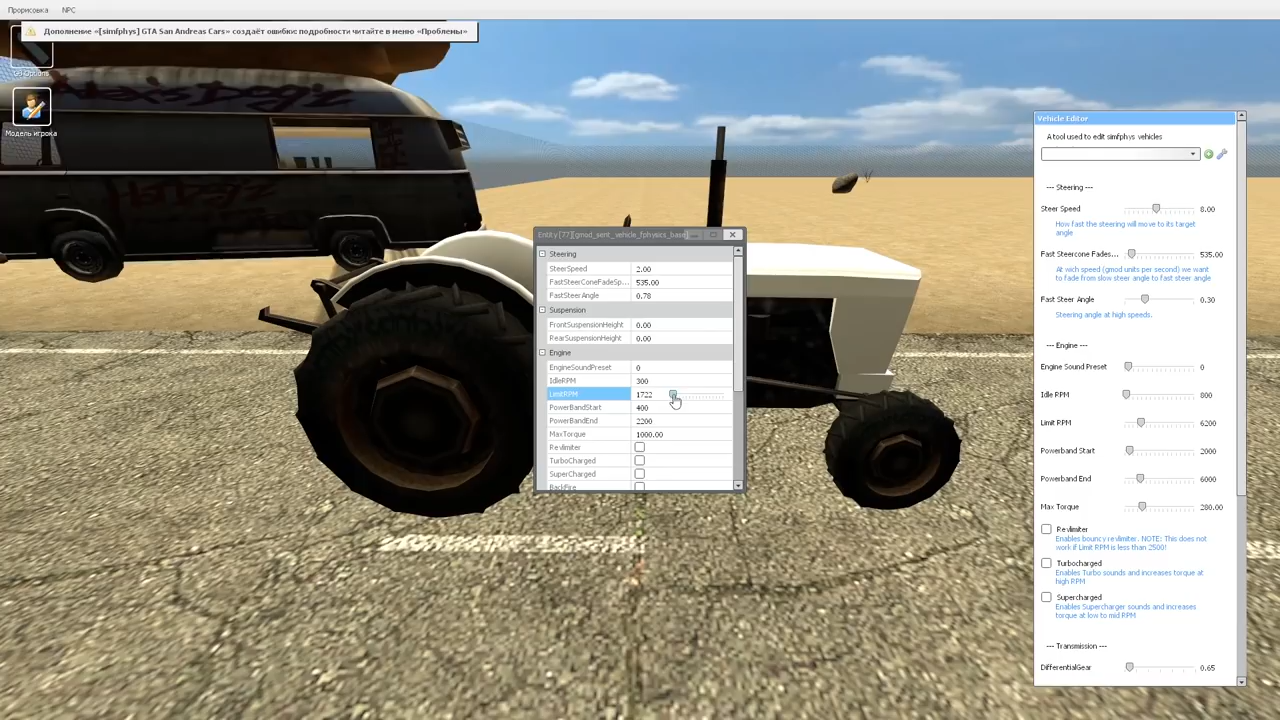 Прорисовка NPC
Дополнение «[simfphys] GTA San Andreas Cars» создаёт ошибки подробности читайте в меню «Проблемы»
Options
Модель игрока
Entity [77][gmod_sent_vehicle_fphysics_base]
Steering
SteerSpeed 2.00
FastSteerConeFadeSp... 535.00
FastSteerAngle 0.78
Suspension
FrontSuspensionHeight 0.00
RearSuspensionHeight 0.00
Engine
EngineSoundPreset 0
IdleRPM 300
LimitRPM 1722
PowerBandStart 400
PowerBandEnd 2200
MaxTorque 1000.00
Revlimiter
TurboCharged
SuperCharged
BackFire
Vehicle Editor
A tool used to edit simfphys vehicles
--- Steering ---
Steer Speed 8.00
How fast the steering will move to its target
angle
Fast Steercone Fades... 535.00
At wich speed (gmod units per second) we want
to fade from slow steer angle to fast steer angle
Fast Steer Angle 0.30
Steering angle at high speeds.
--- Engine ---
Engine Sound Preset 0
Idle RPM 800
Limit RPM 6200
Powerband Start 2000
Powerband End 6000
Max Torque 280.00
Revlimiter
Enables bouncy revlimiter. NOTE: This does not
work if Limit RPM is less than 2500!
Turbocharged
Enables Turbo sounds and increases torque at
high RPM
Supercharged
Enables Supercharger sounds and increases
torque at low to mid RPM
--- Transmission ---
DifferentialGear 0.65